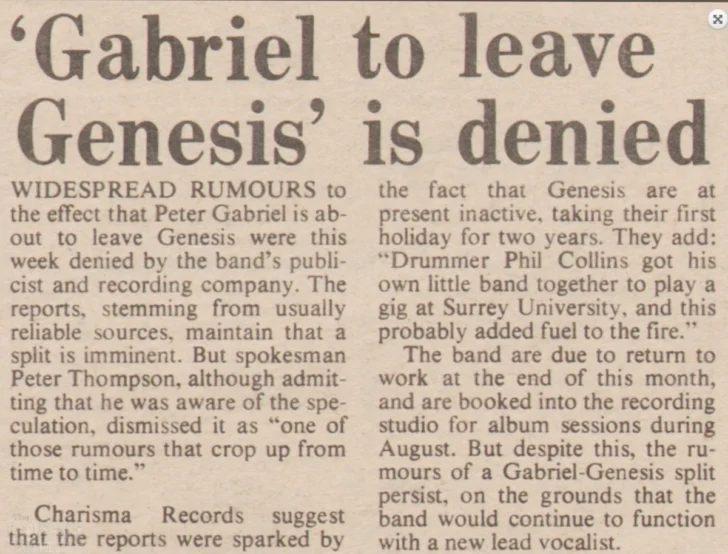 ‘Gabriel to leave
Genesis’ is denied
WIDESPREAD RUMOURS to
the effect that Peter Gabriel is ab-
out to leave Genesis were this
week denied by the band's publi-
cist and recording company. The
reports, stemming from usually
reliable sources, maintain that a
split is imminent. But spokesman
Peter Thompson, although admit-
ting that he was aware of the spe-
culation, dismissed it as “one of
those rumours that crop up from
time to time.”
Charisma Records suggest
that the reports were sparked by
the fact that Genesis are at
present inactive, taking their first
holiday for two years. They add:
“Drummer Phil Collins got his
own little band together to play a
gig at Surrey University, and this
probably added fuel to the fire.”
The band are due to return to
work at the end of this month,
and are booked into the recording
studio for album sessions during
August. But despite this, the ru-
mours of a Gabriel-Genesis split
persist, on the grounds that the
band would continue to function
with a new lead vocalist.